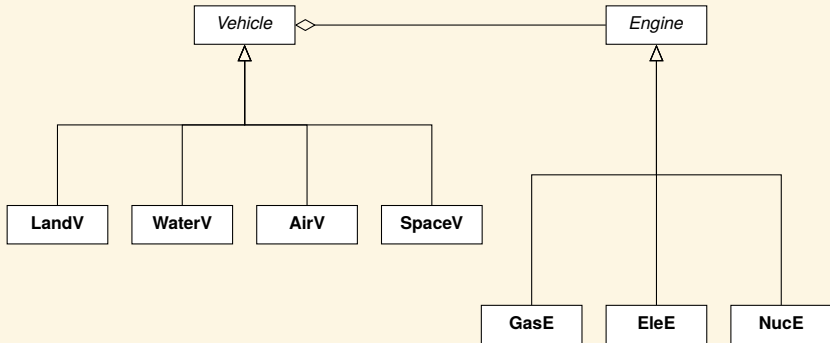 Vehicle
Engine
LandV
WaterV
AirV
SpaceV
GasE
EleE
NucE